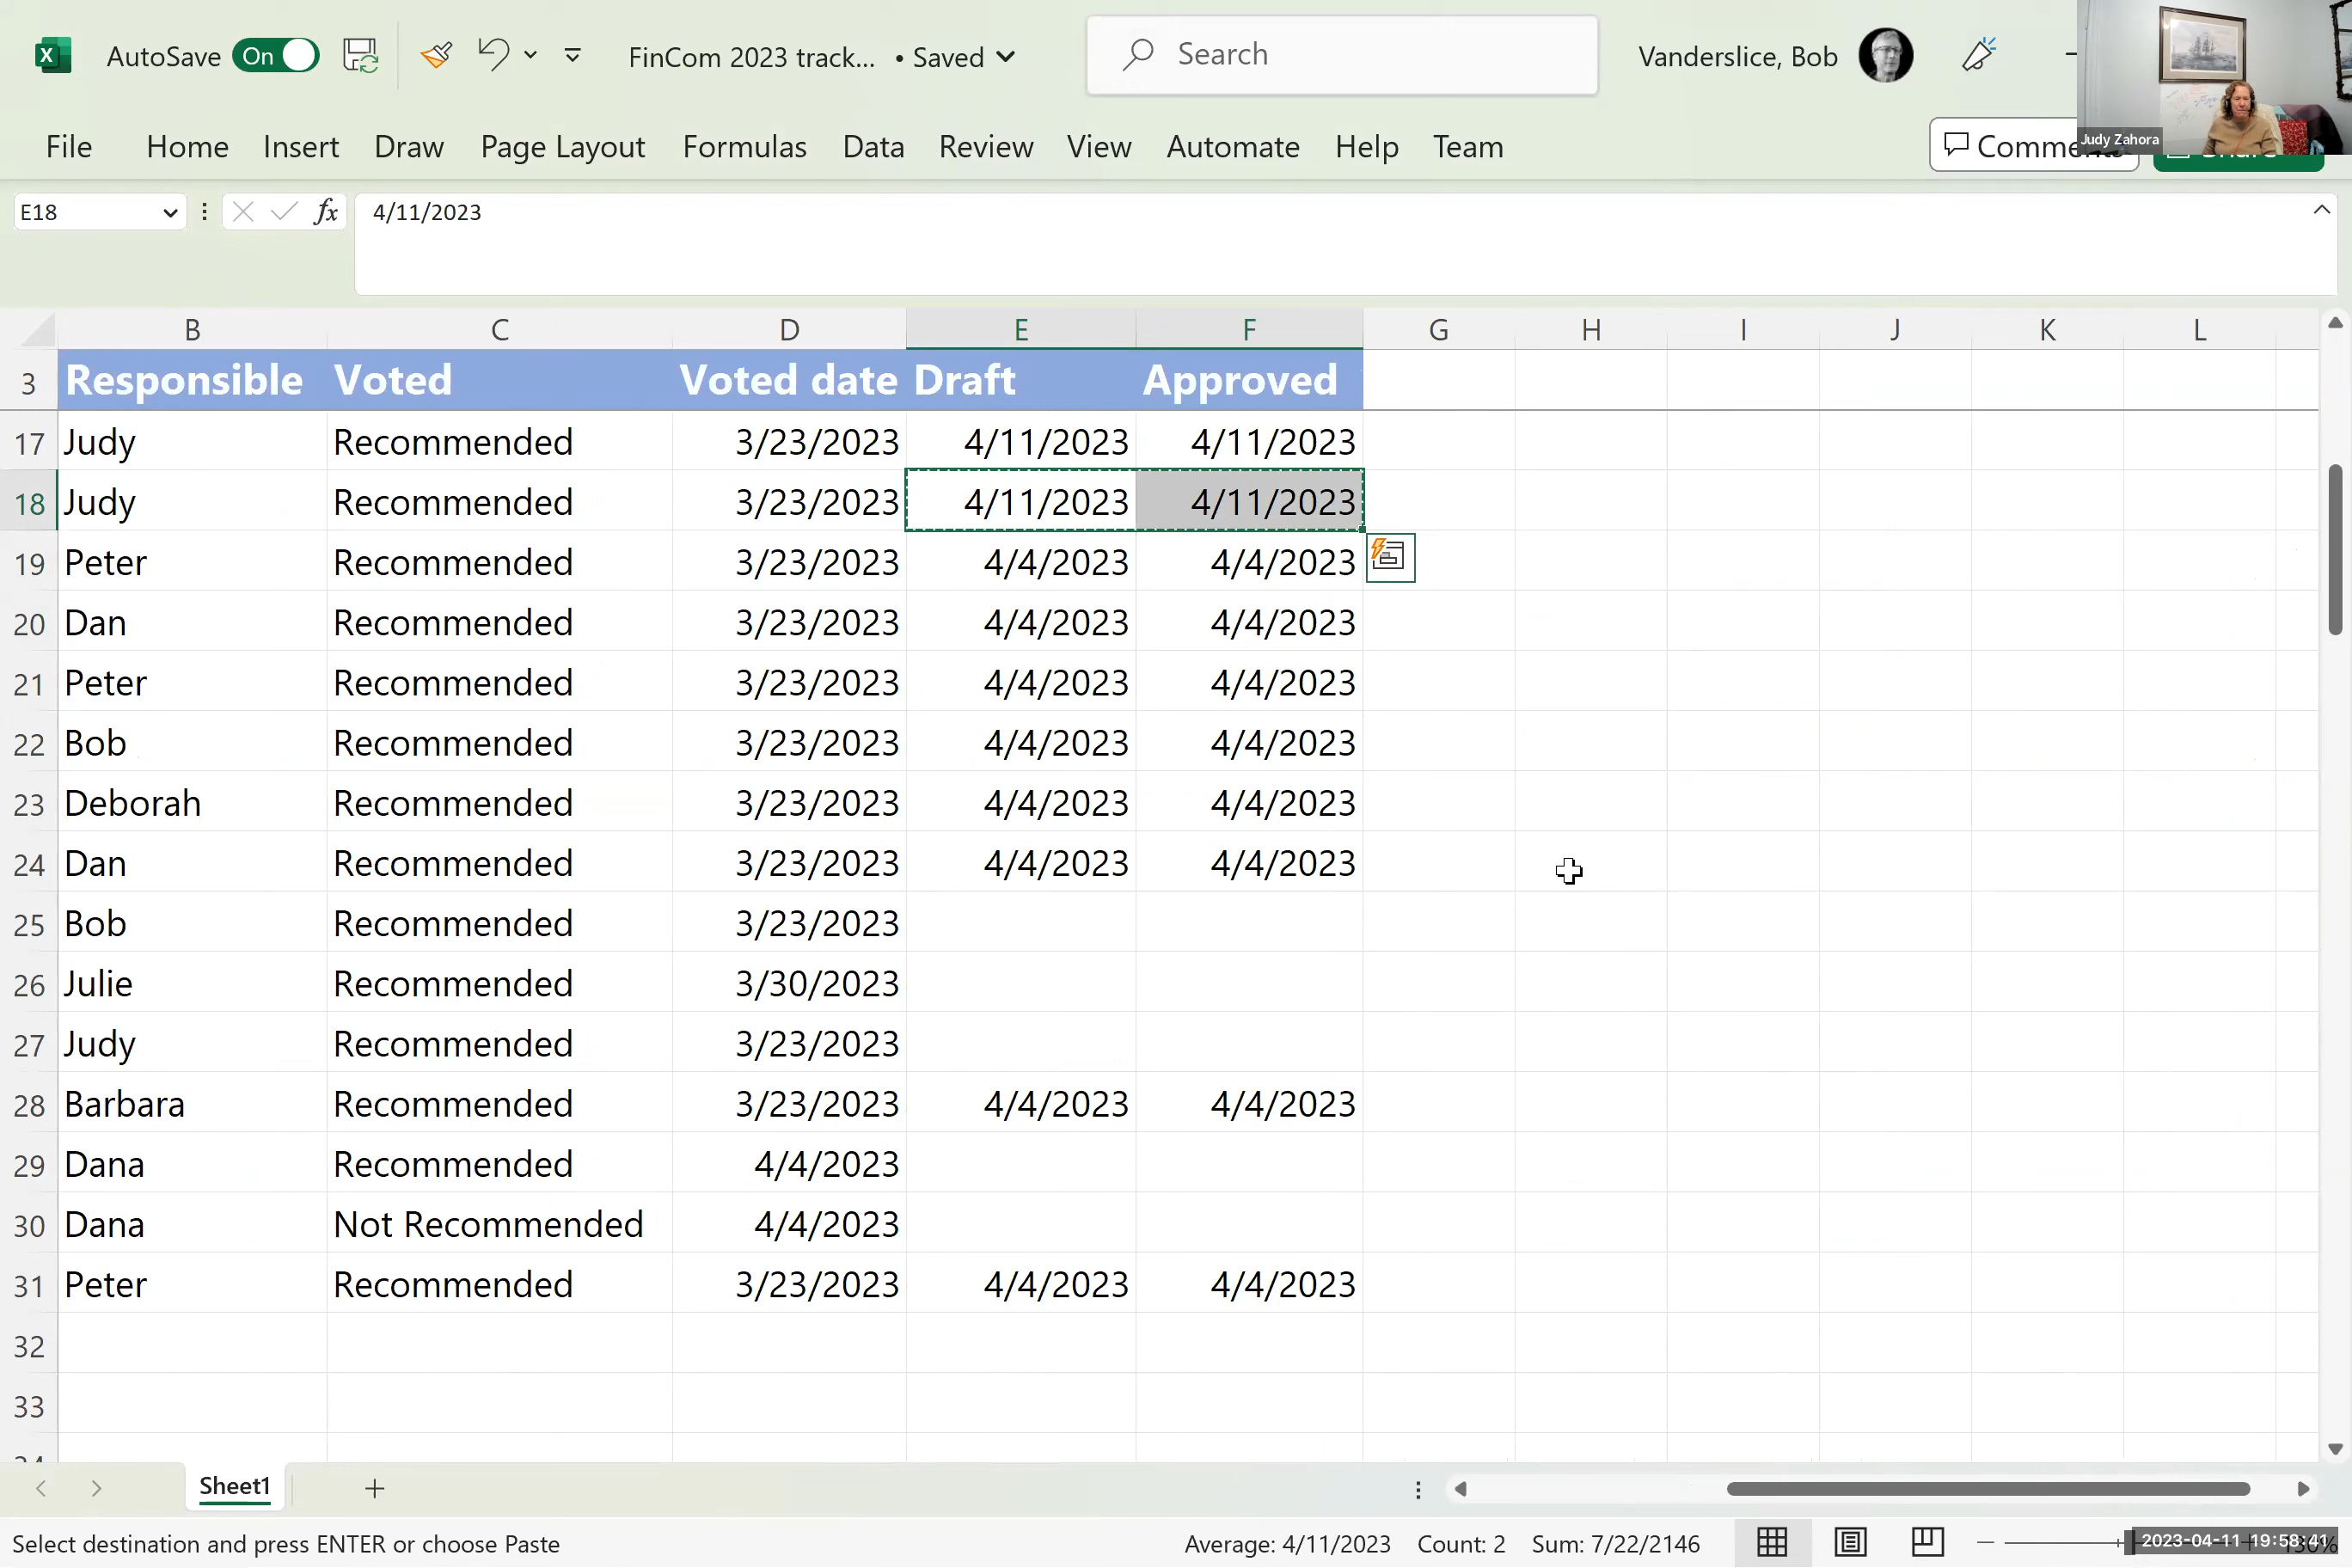 AutoSave On FinCom 2023 track... • Saved Search Vanderslice, Bob
Judy Zahora
File Home Insert Draw Page Layout Formulas Data Review View Automate Help Team
E18 fx 4/11/2023
B C D E F G H I J K L
3 Responsible Voted Voted date Draft Approved
17 Judy Recommended 3/23/2023 4/11/2023 4/11/2023
18 Judy Recommended 3/23/2023 4/11/2023 4/11/2023
19 Peter Recommended 3/23/2023 4/4/2023 4/4/2023
20 Dan Recommended 3/23/2023 4/4/2023 4/4/2023
21 Peter Recommended 3/23/2023 4/4/2023 4/4/2023
22 Bob Recommended 3/23/2023 4/4/2023 4/4/2023
23 Deborah Recommended 3/23/2023 4/4/2023 4/4/2023
24 Dan Recommended 3/23/2023 4/4/2023 4/4/2023
25 Bob Recommended 3/23/2023
26 Julie Recommended 3/30/2023
27 Judy Recommended 3/23/2023
28 Barbara Recommended 3/23/2023 4/4/2023 4/4/2023
29 Dana Recommended 4/4/2023
30 Dana Not Recommended 4/4/2023
31 Peter Recommended 3/23/2023 4/4/2023 4/4/2023
32
33
Sheet1
Select destination and press ENTER or choose Paste Average: 4/11/2023 Count: 2 Sum: 7/22/2146 2023-04-11 19:58:41